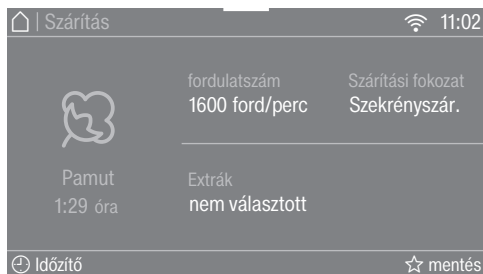 | Szárítás
11:02
fordulatszám
1600 ford/perc
Szárítási fokozat
Szekrényszár.
Pamut
1:29 óra
Extrák
nem választott
Időzítő
mentés